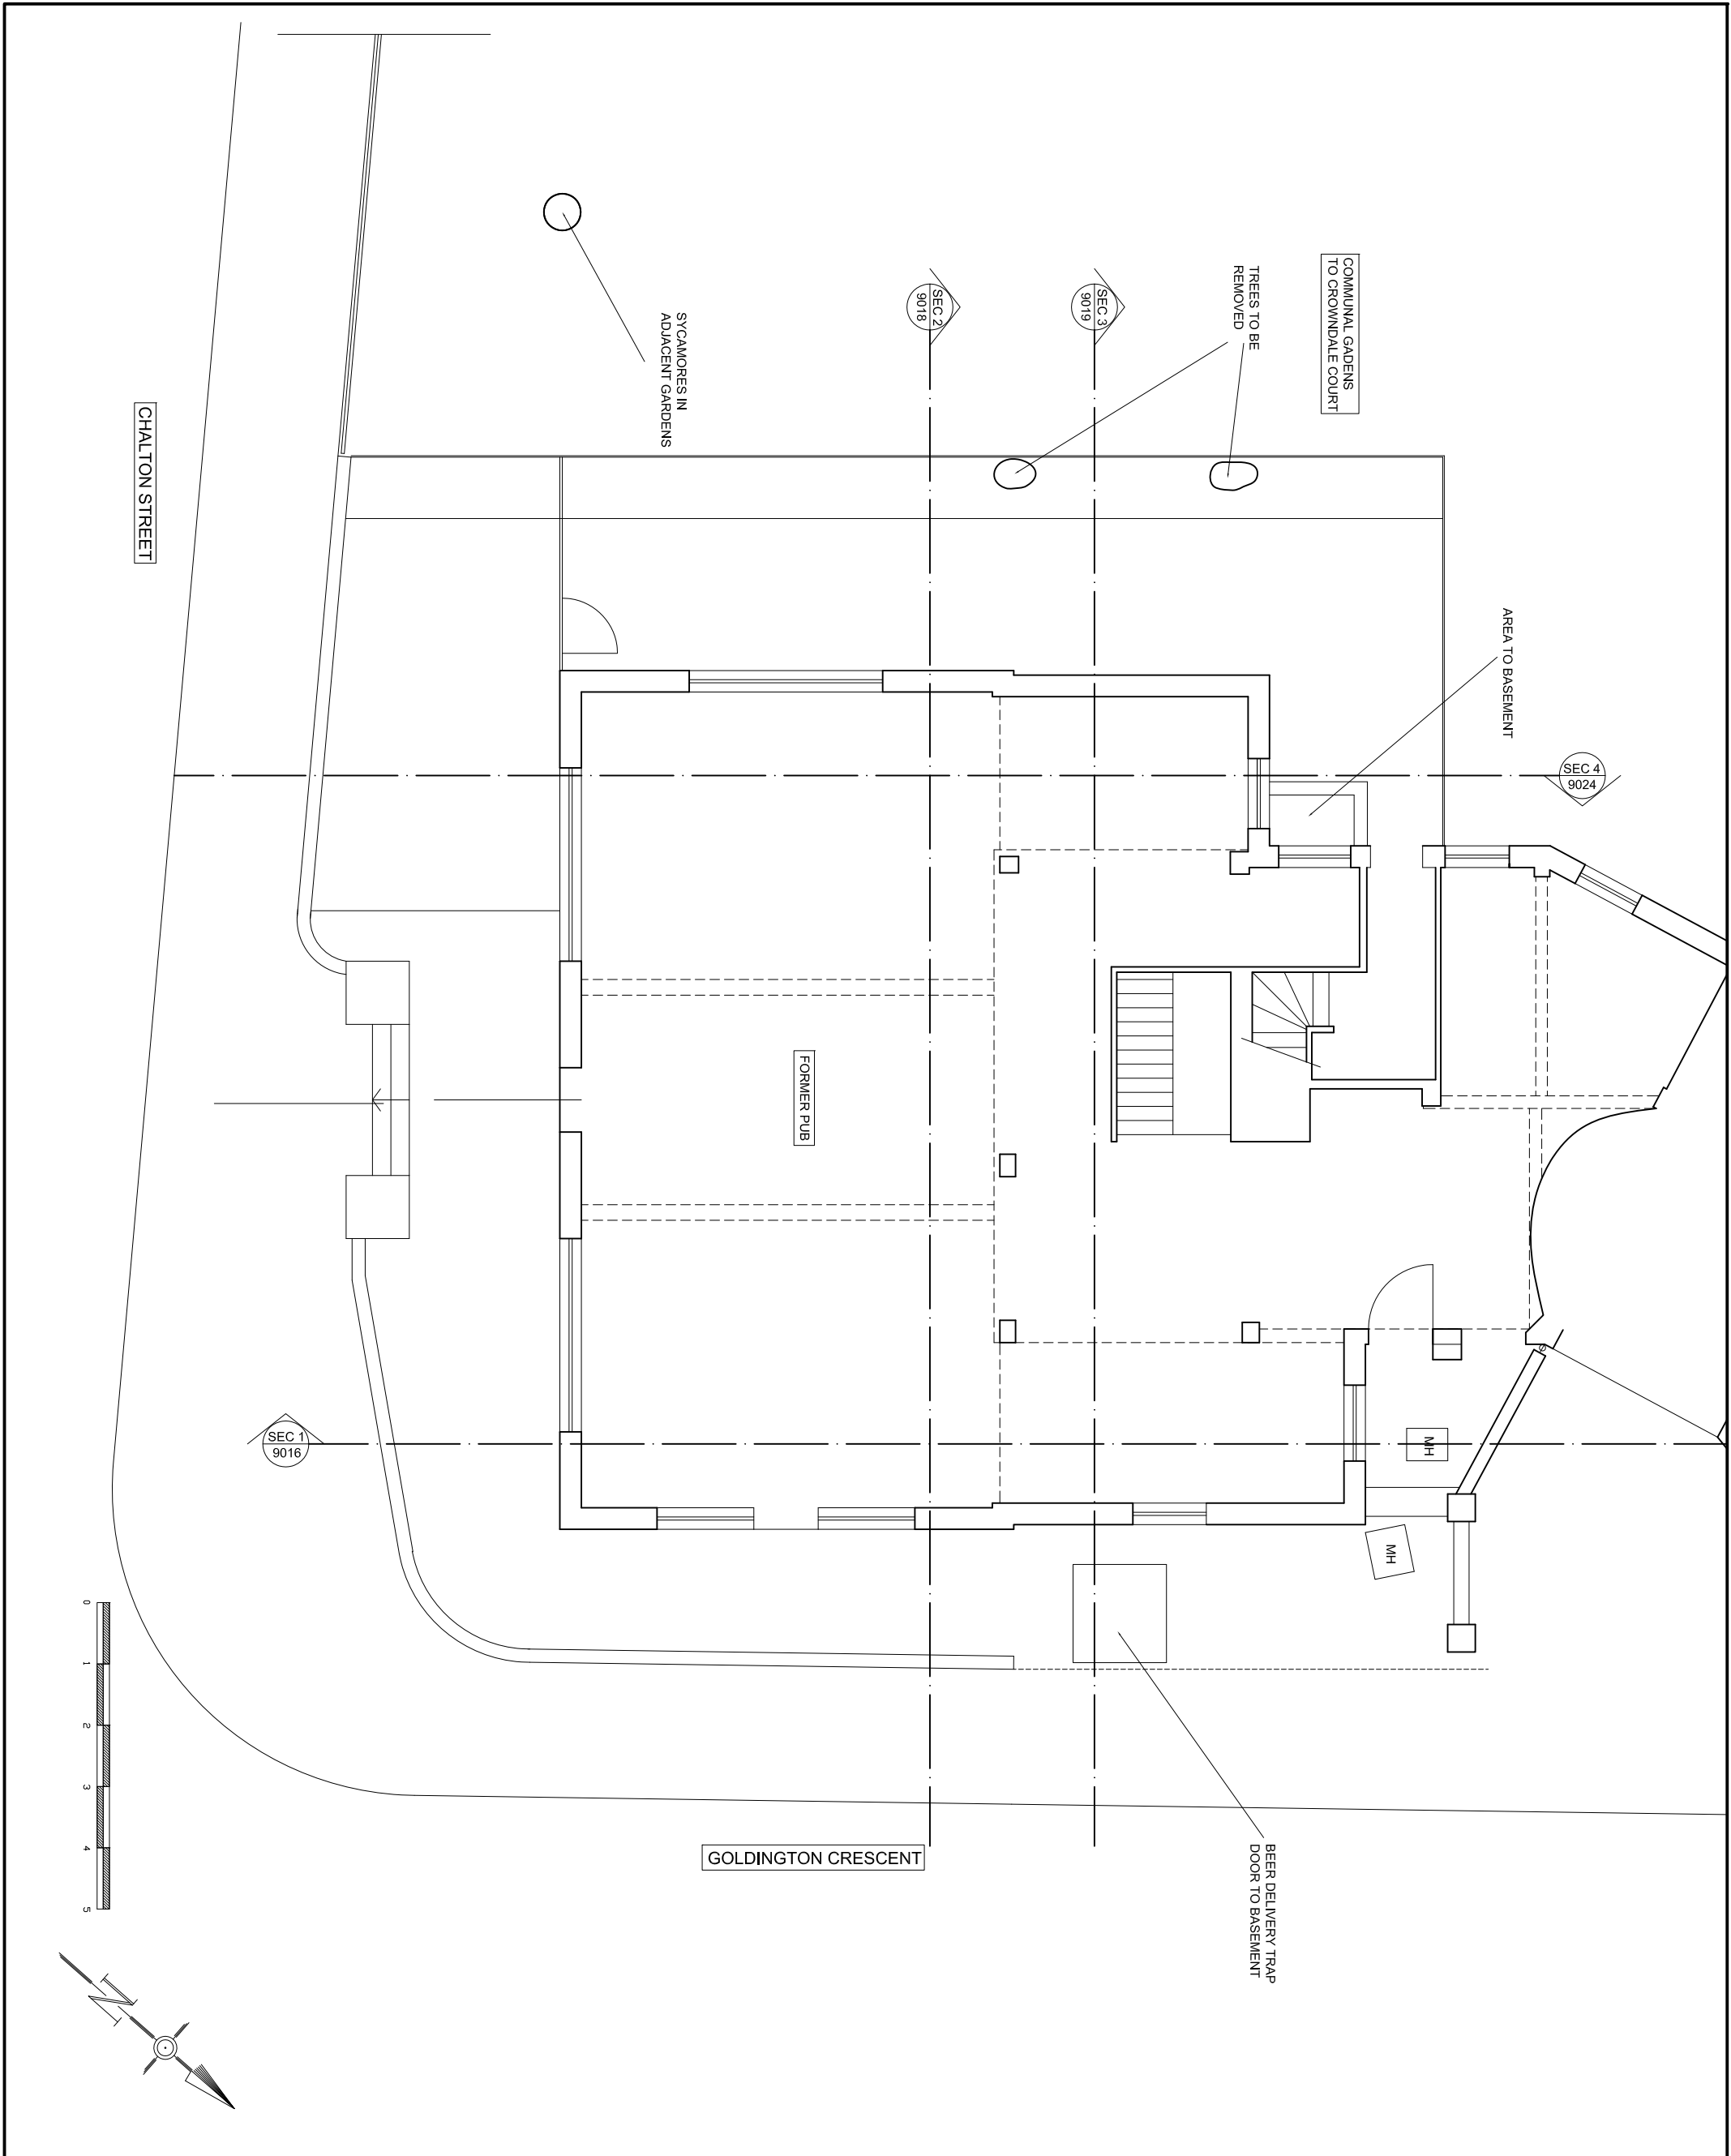 COMMUNAL GADENS
TO CROWNDALE COURT
TREES TO BE
REMOVED
SEC 3
9019
SEC 2
9018
SYCAMORES IN
ADJACENT GARDENS
CHALTON STREET
AREA TO BASEMENT
SEC 4
9024
FORMER PUB
SEC 1
9016
MH
MH
BEER DELIVERY TRAP
DOOR TO BASEMENT
GOLDINGTON CRESCENT
0
1
2
3
4
5
N